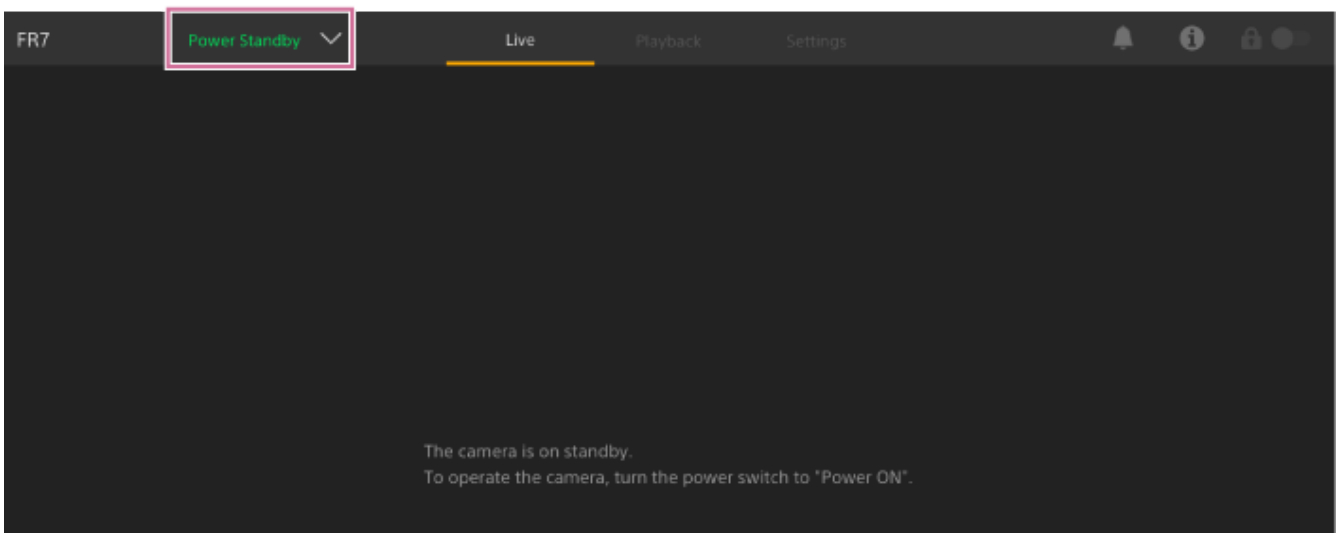 FR7 Power Standby Live Playback Settings
The camera is on standby.
To operate the camera, turn the power switch to "Power ON".